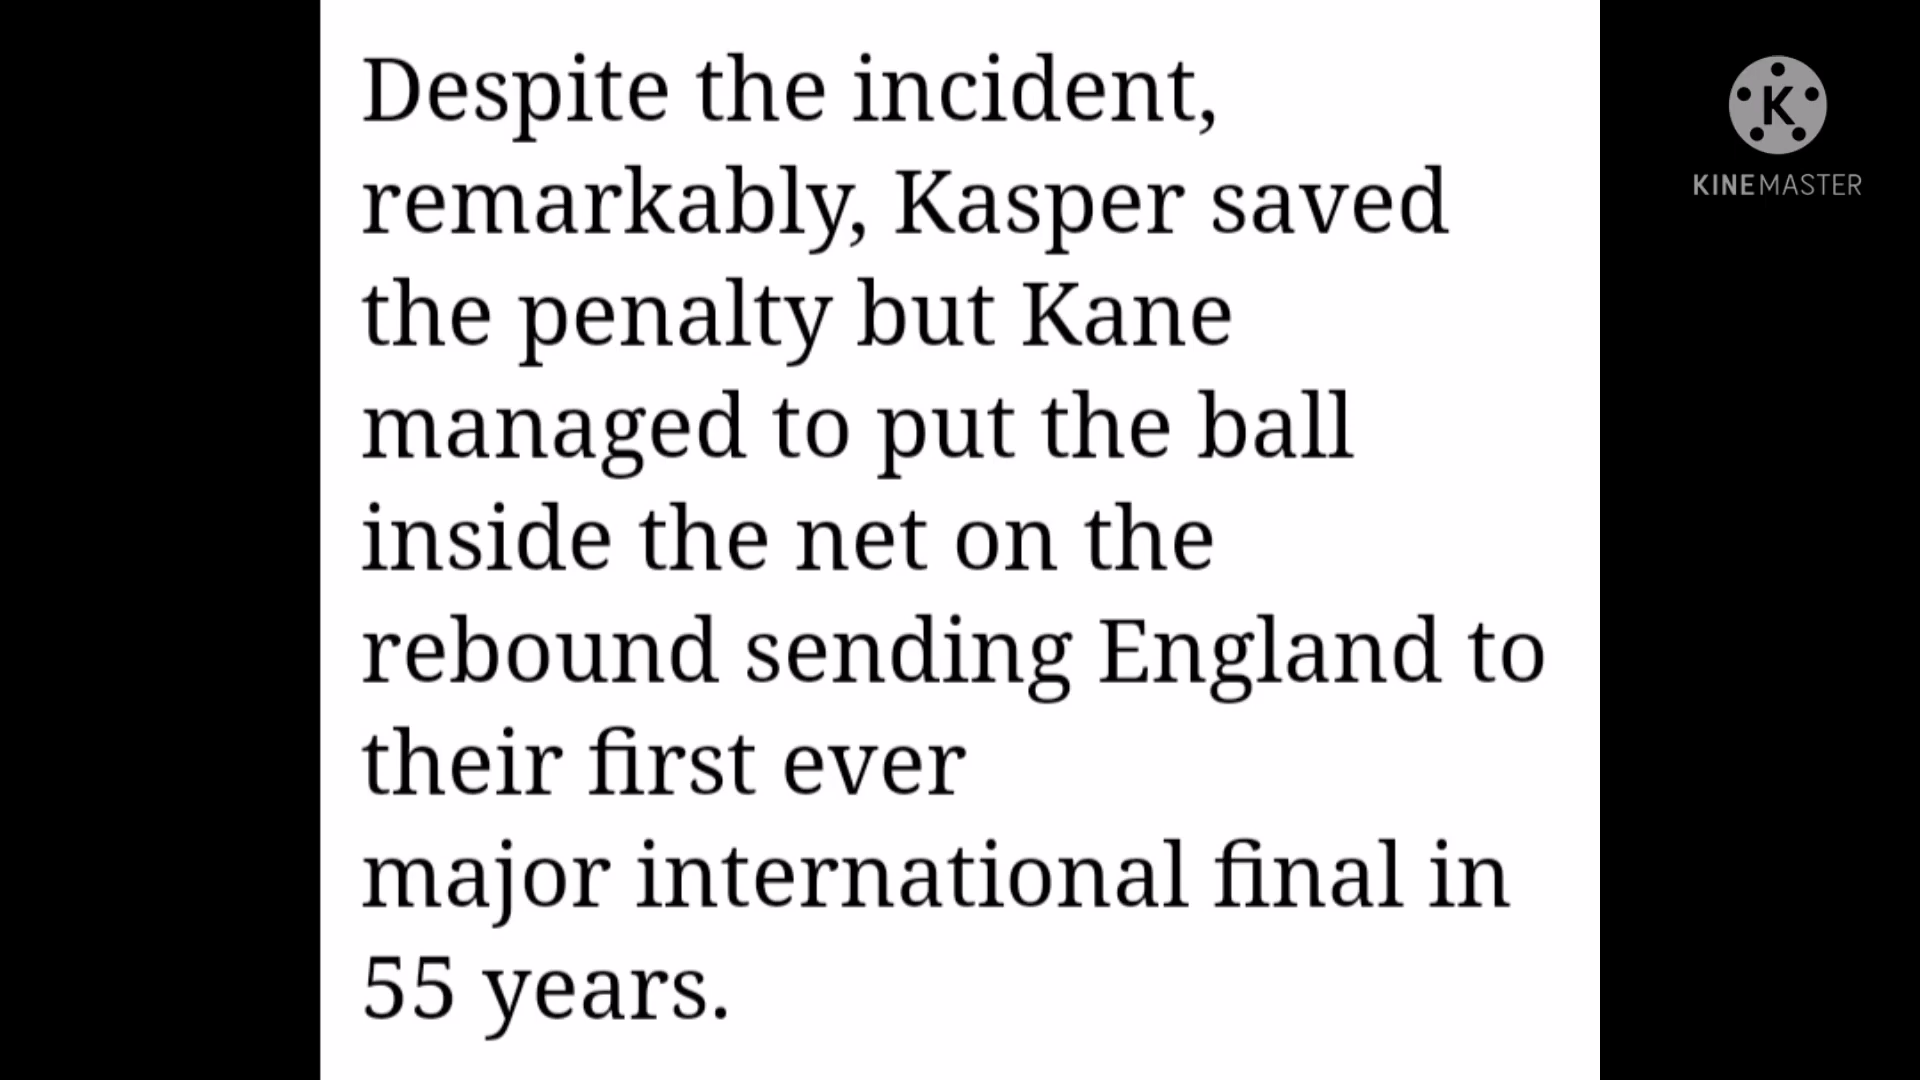 Despite the incident,
remarkably, Kasper saved
the penalty but Kane
managed to put the ball
inside the net on the
rebound sending England to
their first ever
major international final in
55 years.
K
KINEMASTER